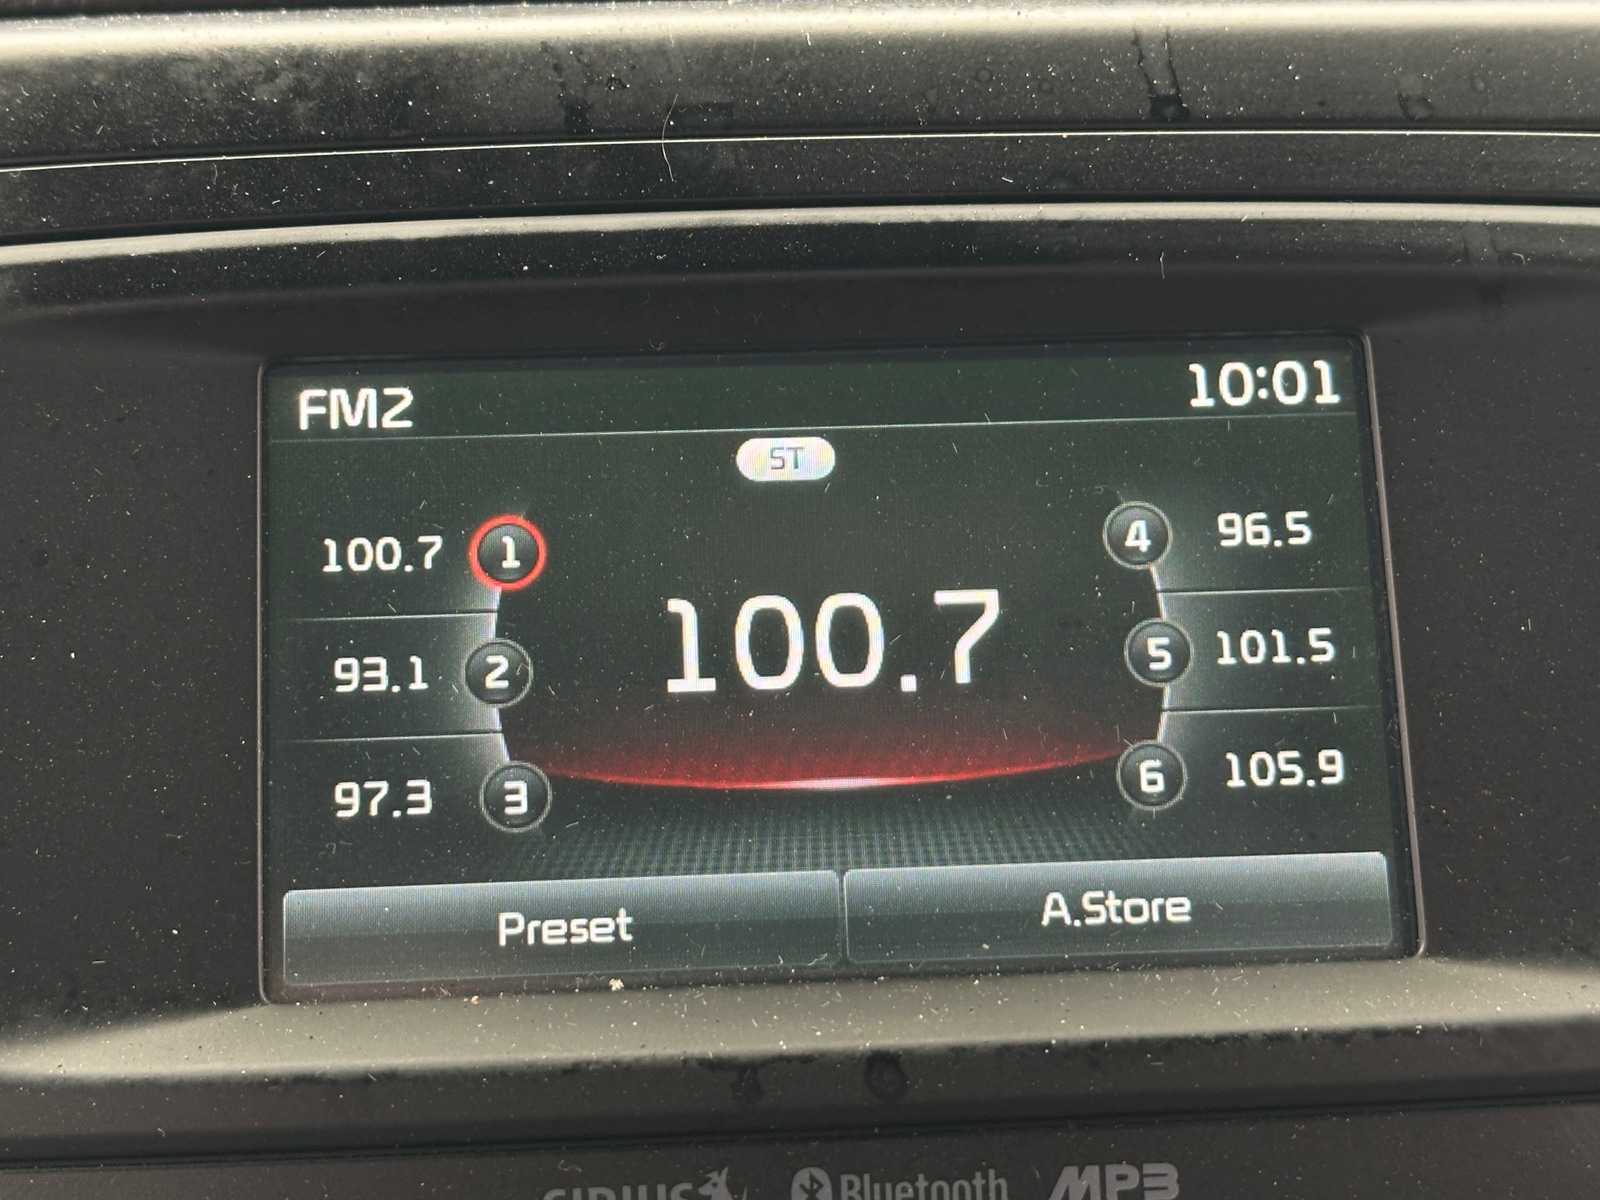 FM2 10:01
ST
100.7 1
93.1 2
97.3 3
100.7
4 96.5
5 101.5
6 105.9
Preset A.Store
SIRIUS Bluetooth MP3